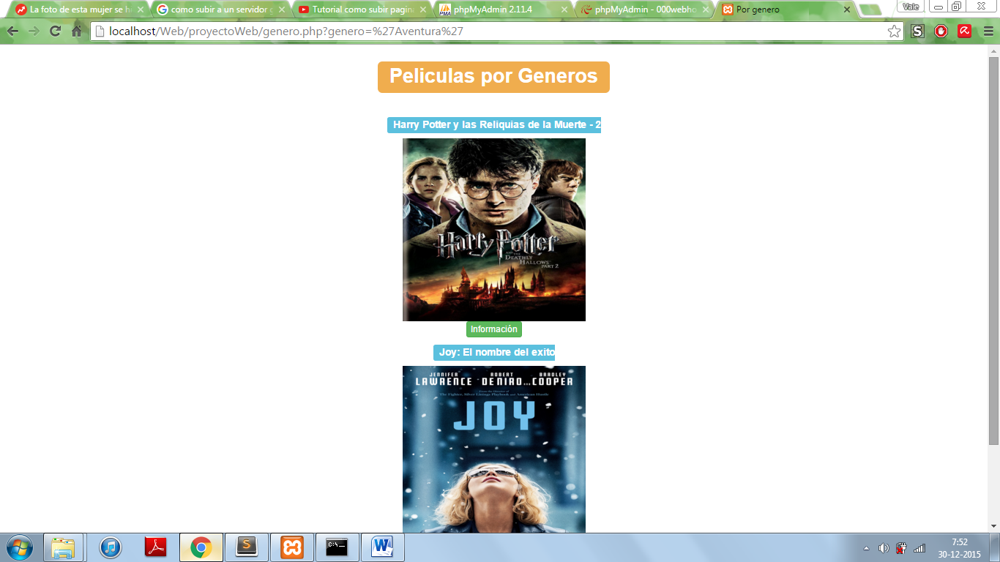 La foto de esta mujer se h
como subir a un servidor g
Tutorial como subir pagin
phpMyAdmin 2.11.4
phpMyAdmin - 000webho
Por genero
Vale
localhost/Web/proyectoWeb/genero.php?genero=%27Aventura%27
Peliculas por Generos
Harry Potter y las Reliquias de la Muerte - 2
Harry Potter
AND THE
DEATHLY
HALLOWS
PART 2
Información
Joy: El nombre del exito
JENNIFER LAWRENCE
ROBERT DENIRO...
BRADLEY COOPER
From the Director of
The Fighter, Silver Linings Playbook and American Hustle
JOY
7:52
30-12-2015